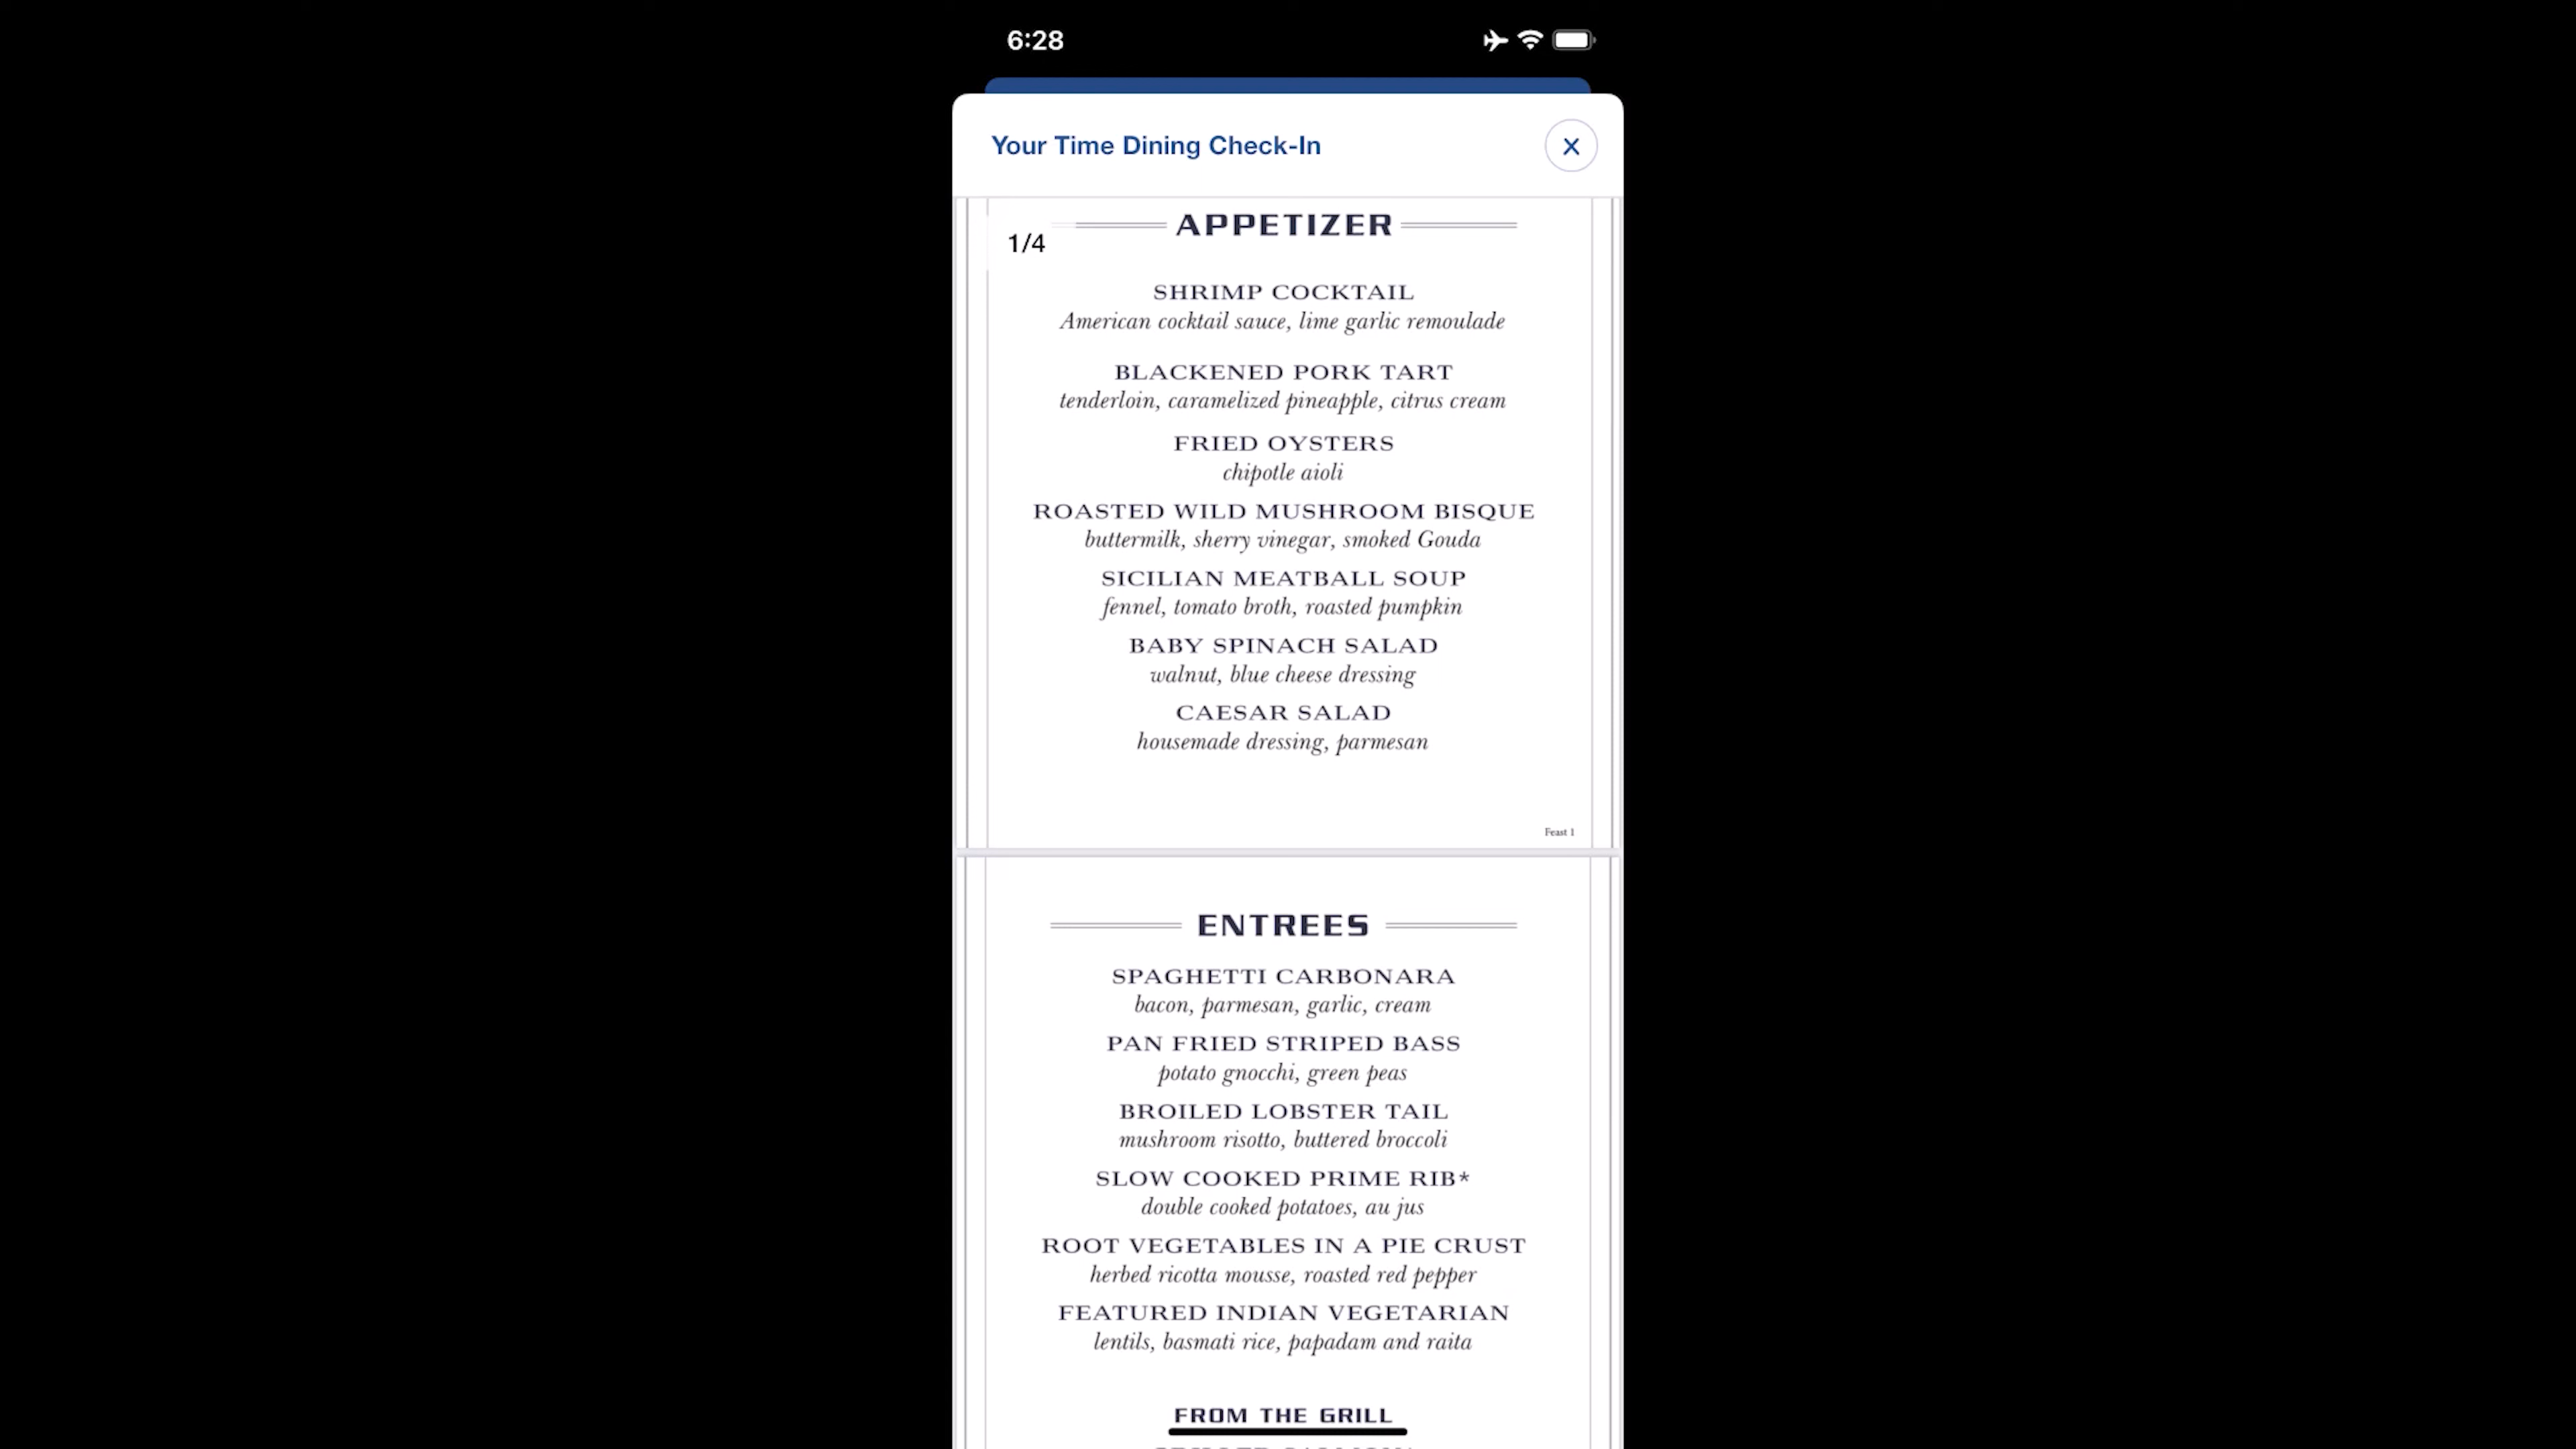 6:28
Your Time Dining Check-In
APPETIZER
1/4
SHRIMP COCKTAIL
American cocktail sauce, lime garlic remoulade
BLACKENED PORK TART
tenderloin, caramelized pineapple, citrus cream
FRIED OYSTERS
chipotle aioli
ROASTED WILD MUSHROOM BISQUE
buttermilk, sherry vinegar, smoked Gouda
SICILIAN MEATBALL SOUP
fennel, tomato broth, roasted pumpkin
BABY SPINACH SALAD
walnut, blue cheese dressing
CAESAR SALAD
housemade dressing, parmesan
Feast 1
ENTREES
SPAGHETTI CARBONARA
bacon, parmesan, garlic, cream
PAN FRIED STRIPED BASS
potato gnocchi, green peas
BROILED LOBSTER TAIL
mushroom risotto, buttered broccoli
SLOW COOKED PRIME RIB*
double cooked potatoes, au jus
ROOT VEGETABLES IN A PIE CRUST
herbed ricotta mousse, roasted red pepper
FEATURED INDIAN VEGETARIAN
lentils, basmati rice, papadam and raita
FROM THE GRILL